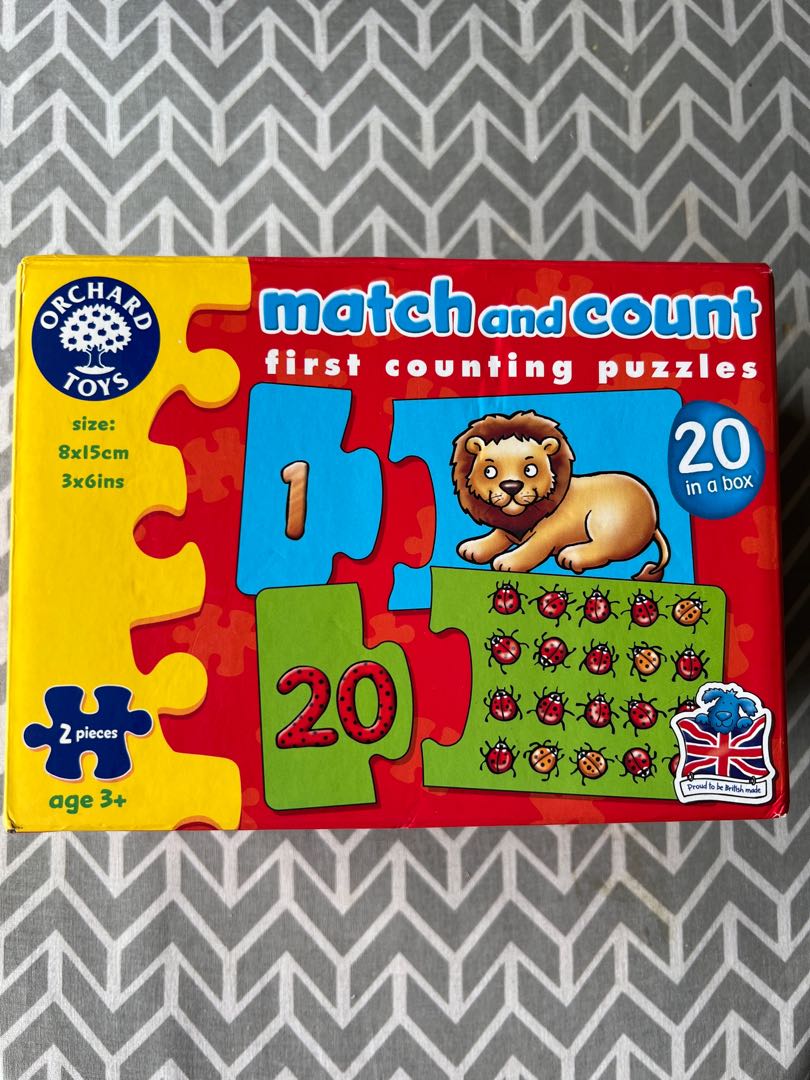 ORCHARD
TOYS
match and count
first counting puzzles
size:
8x15cm
3x6ins
1
20
in a box
20
2 pieces
age 3+
Proud to be British made